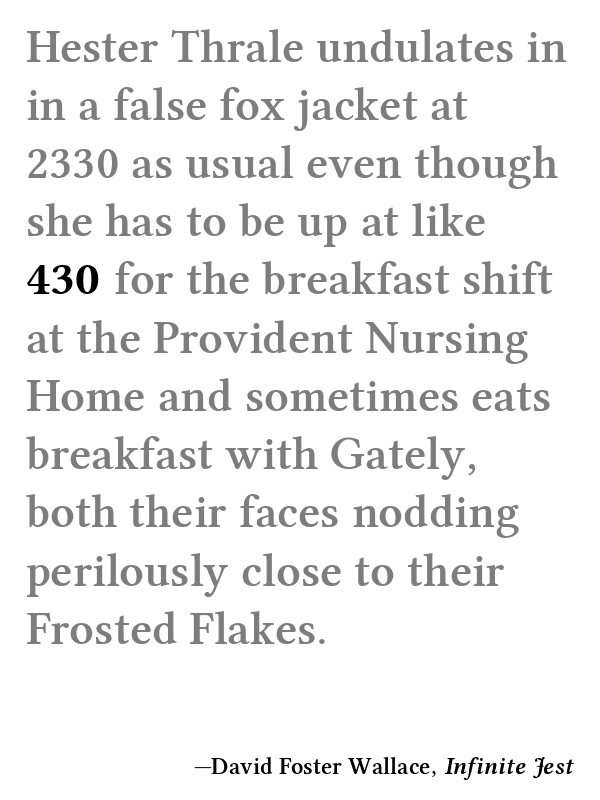 Hester Thrale undulates in
in a false fox jacket at
2330 as usual even though
she has to be up at like
430 for the breakfast shift
at the Provident Nursing
Home and sometimes eats
breakfast with Gately,
both their faces nodding
perilously close to their
Frosted Flakes.
—David Foster Wallace, Infinite Jest